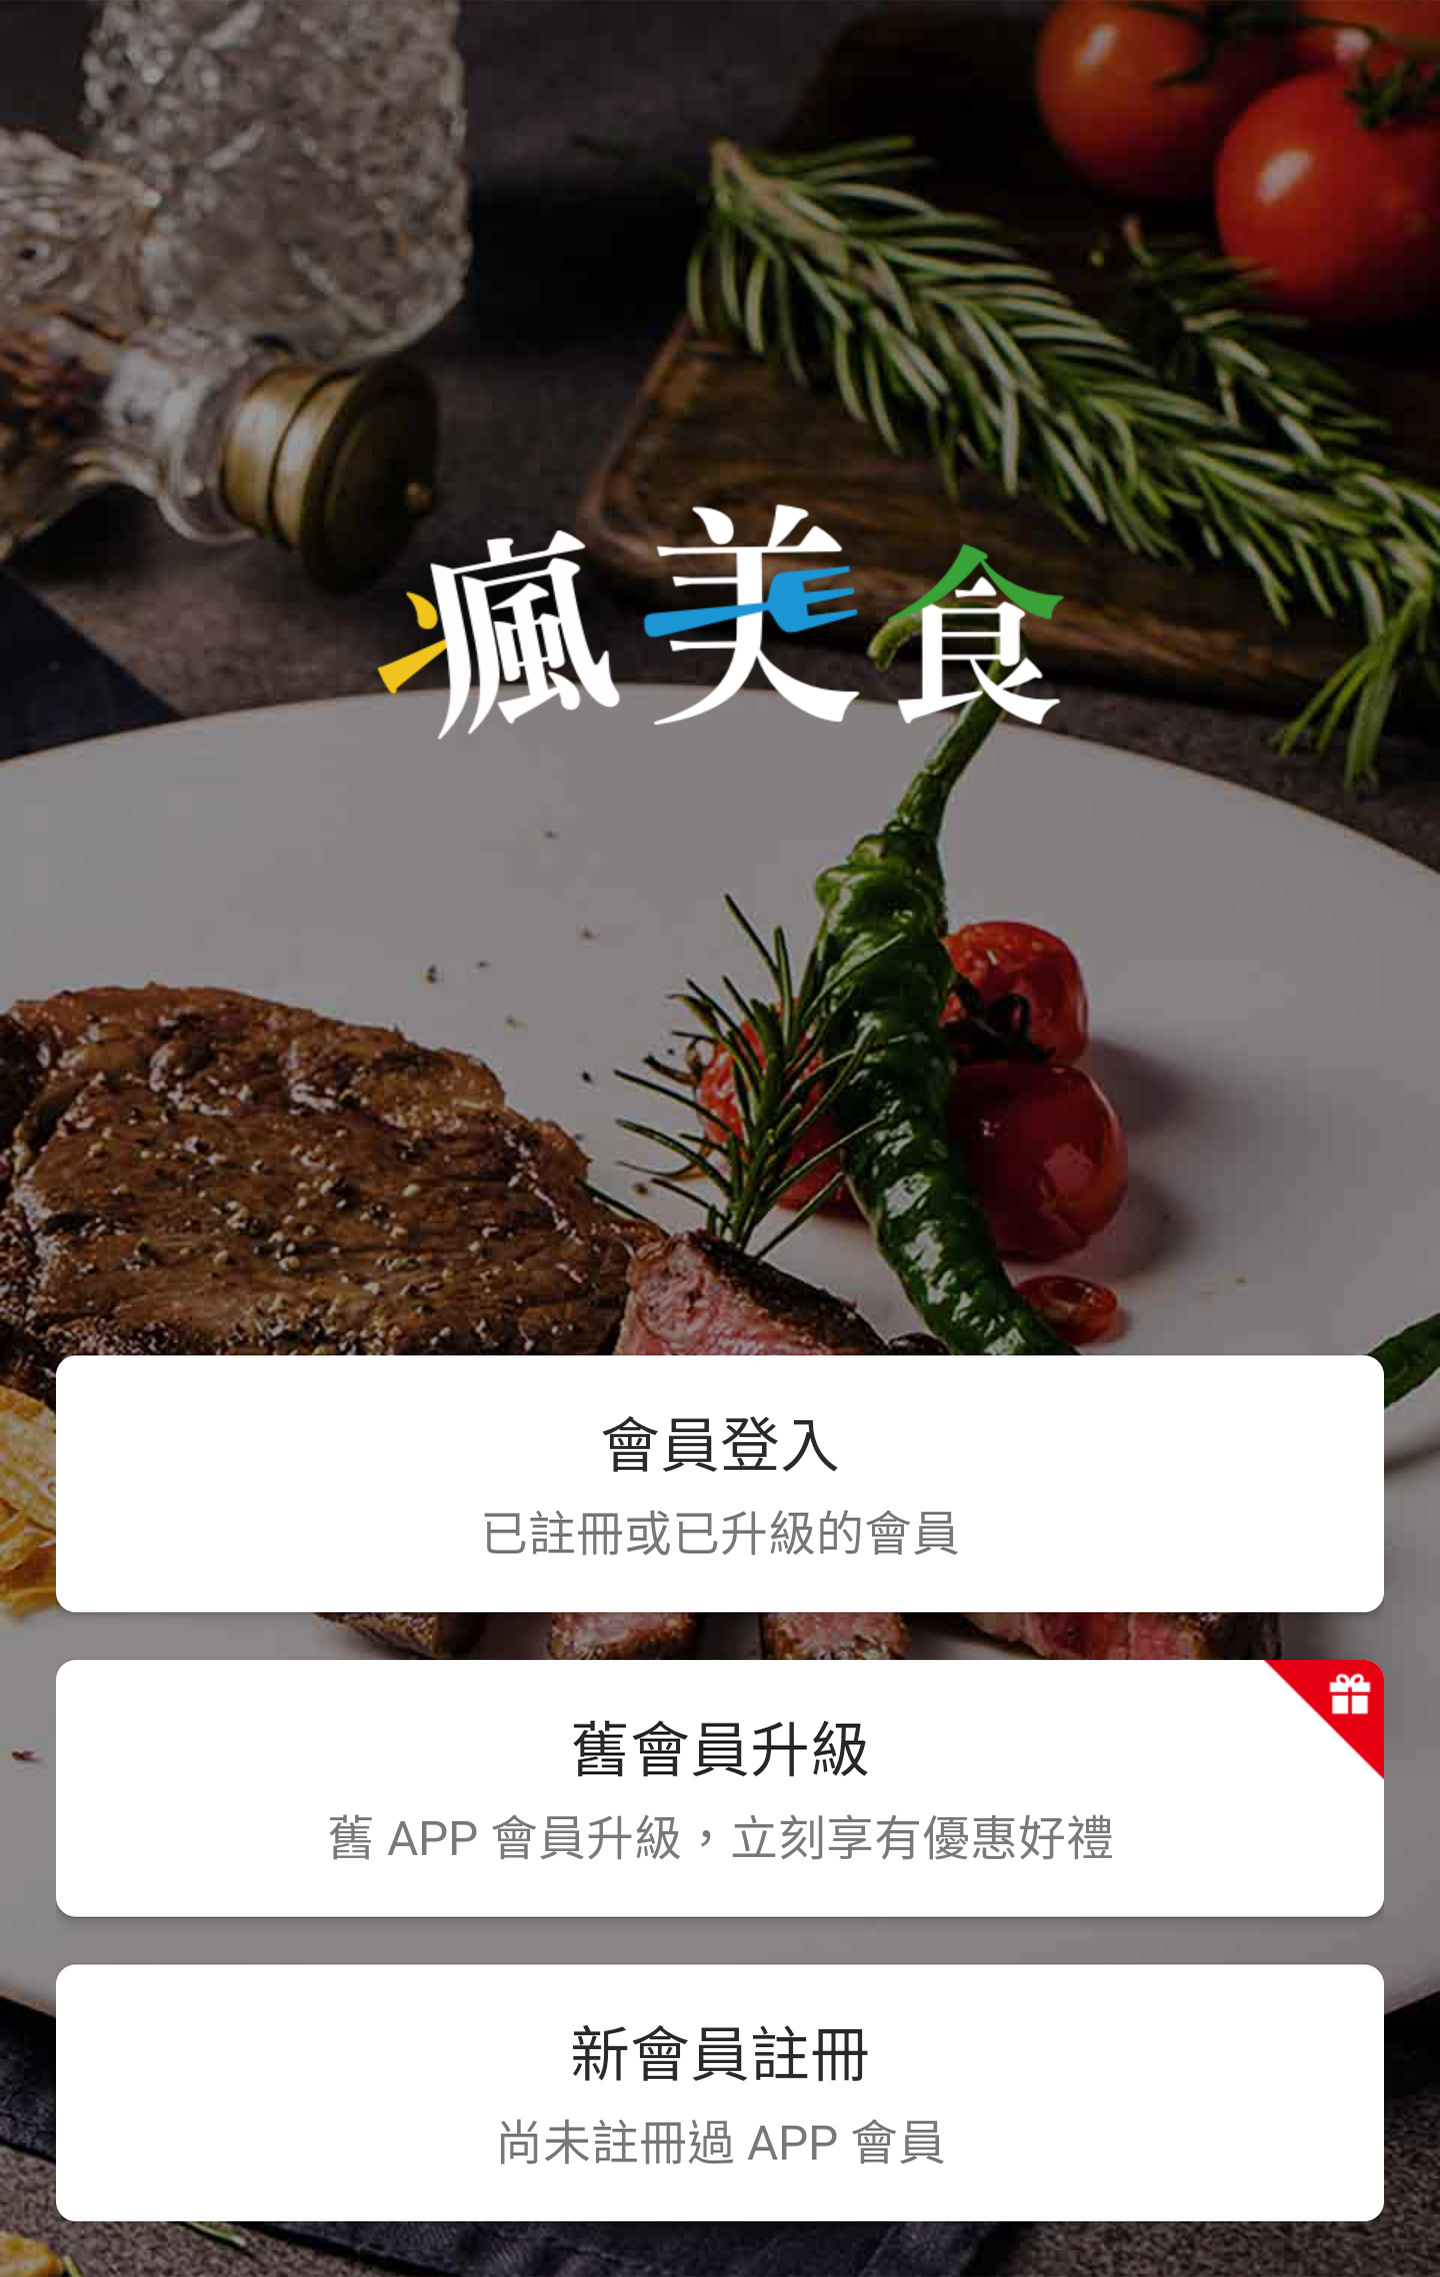 瘋美食
會員登入
已註冊或已升級的會員
舊會員升級
舊 APP 會員升級，立刻享有優惠好禮
新會員註冊
尚未註冊過 APP 會員